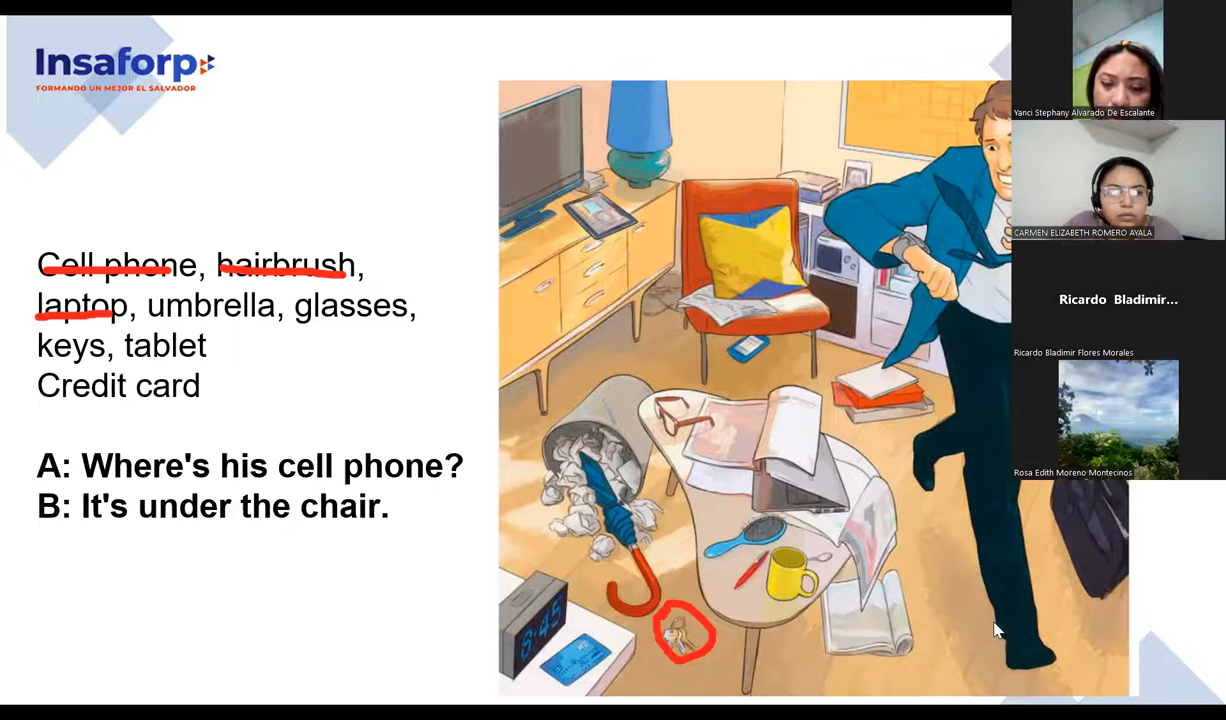 Insaforp
FORMANDO UN MEJOR EL SALVADOR
Cell phone, hairbrush,
laptop, umbrella, glasses,
keys, tablet
Credit card
A: Where's his cell phone?
B: It's under the chair.
8:45
Yanci Stephany Alvarado De Escalante
CARMEN ELIZABETH ROMERO AYALA
Ricardo Bladimir...
Ricardo Bladimir Flores Morales
Rosa Edith Moreno Montecinos